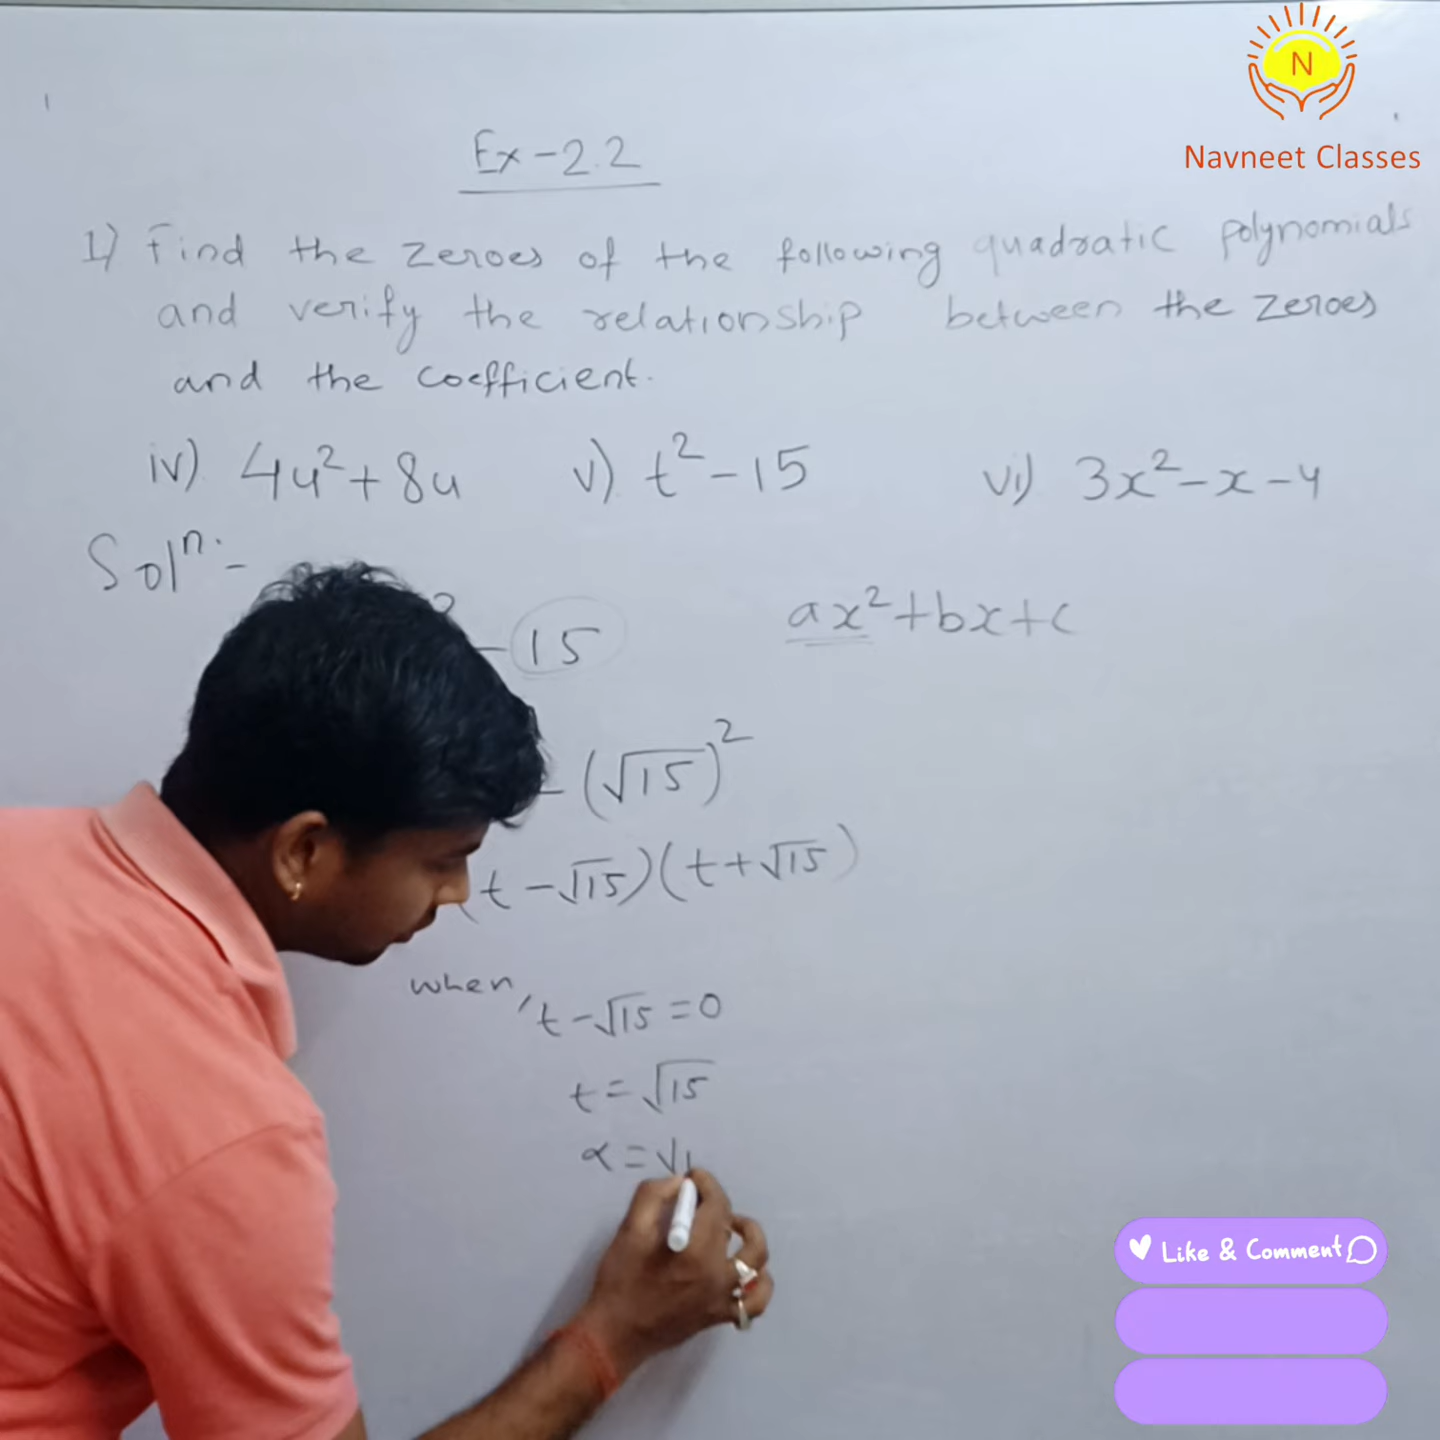 N
Navneet Classes
Ex-2.2
1) Find the zeroes of the following quadratic polynomials
and verify the relationship between the zeroes
and the coefficient.
iv) 4u²+8u v) t²-15 vi) 3x²-x-4
Solⁿ:-
²-15 ax²+bx+c
-(√15)²
(t-√15)(t+√15)
when, t-√15=0
t=√15
α=√1
Like & Comment